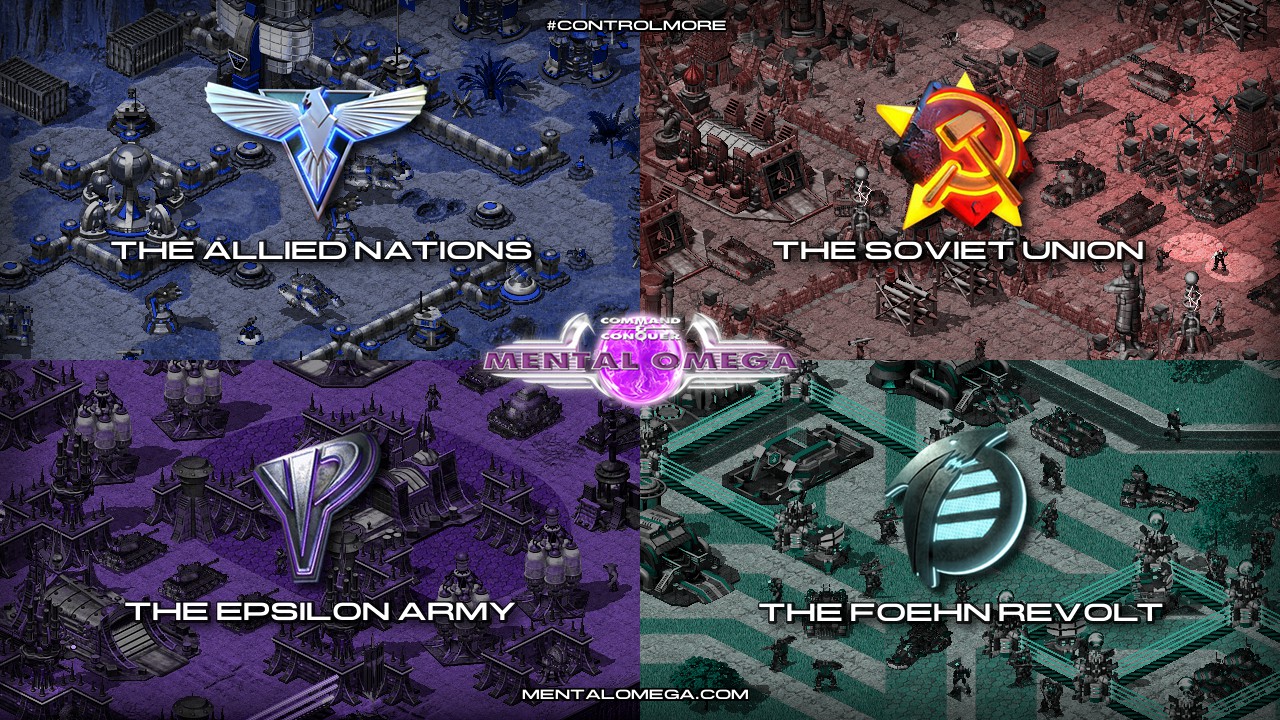 #CONTROLMORE
THE ALLIED NATIONS
THE SOVIET UNION
COMMAND
&
CONQUER
MENTAL OMEGA
THE EPSILON ARMY
THE FOEHN REVOLT
MENTALOMEGA.COM